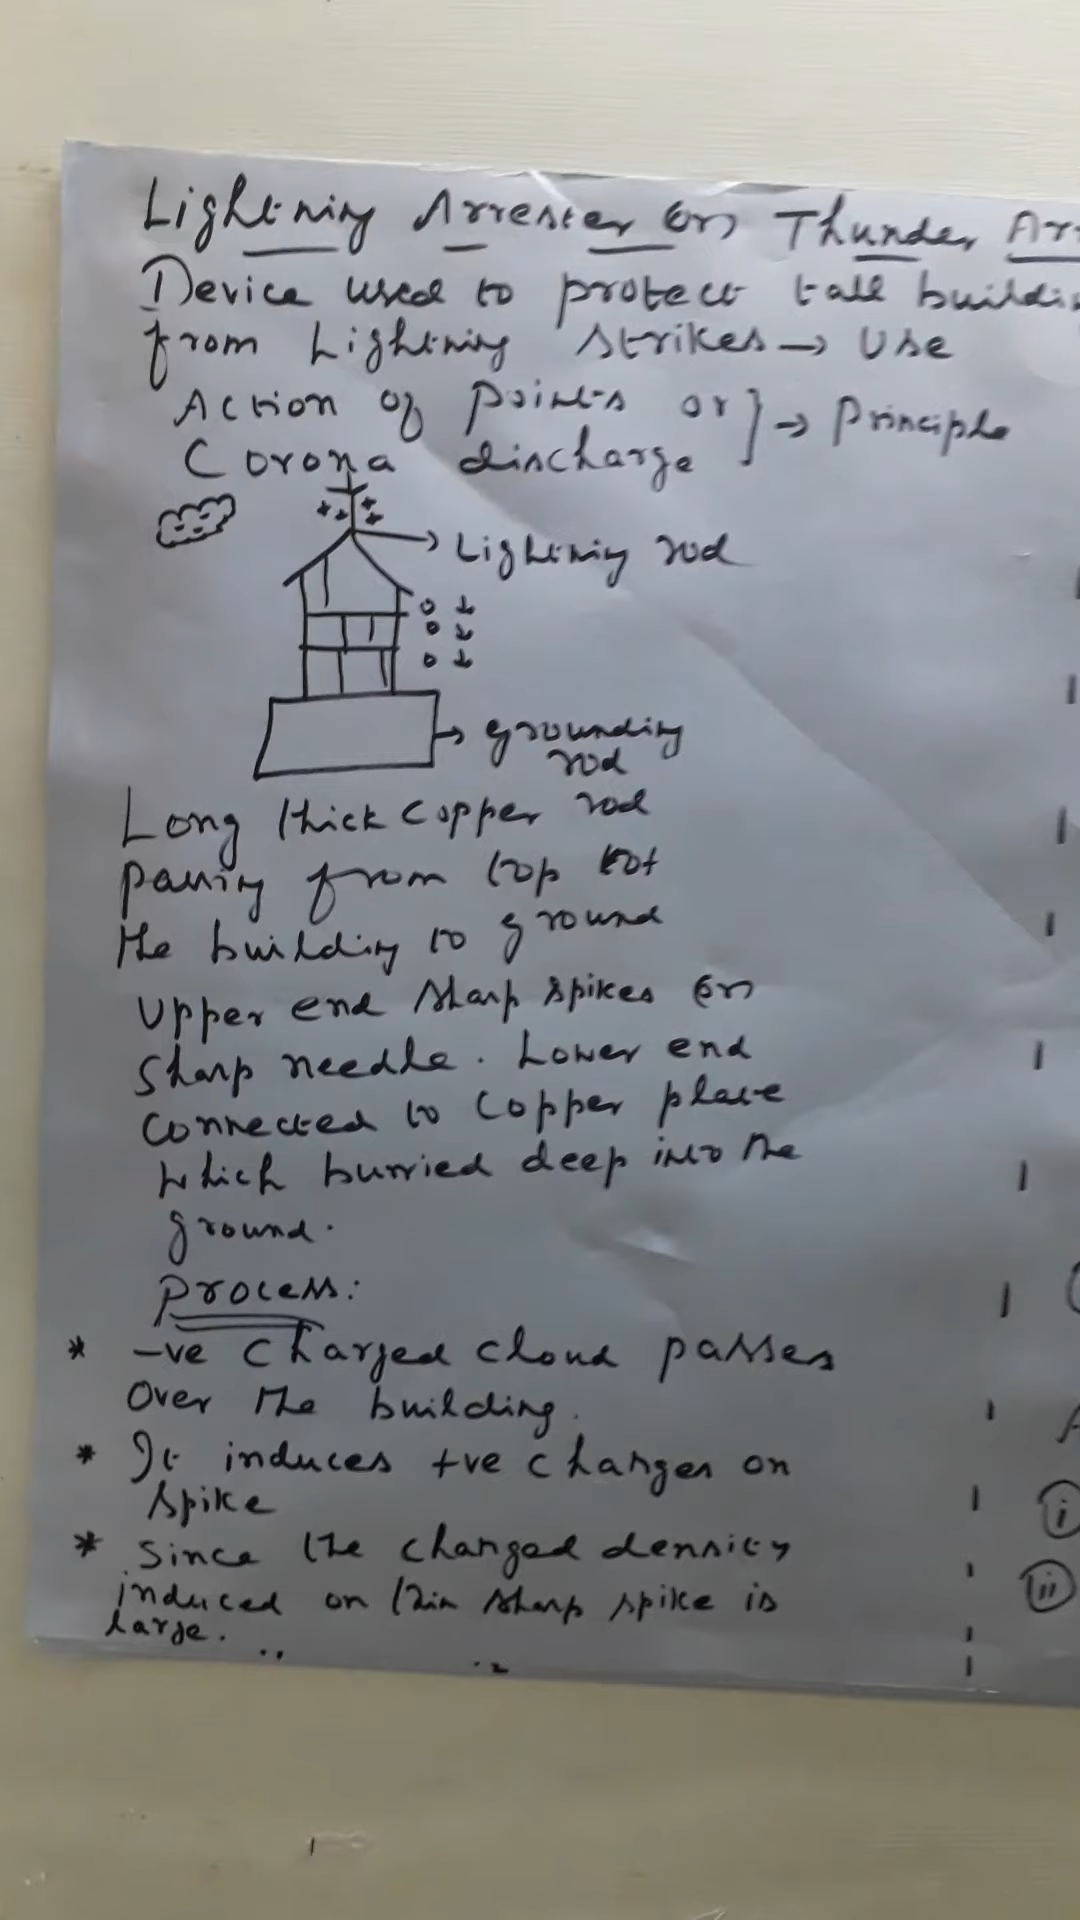 Lightning Arrester (or) Thunder Ar
Device used to protect tall buildin
from Lightning strikes → Use
Action of points or } → Principle
Corona discharge
→ Lightning rod
→ grounding
rod
Long thick copper rod
passing from top
the building to ground
Upper end sharp spikes (or)
sharp needle. Lower end
connected to copper plate
which burried deep into the
ground.
Process:
* -ve charged cloud passes
over the building.
* It induces +ve charges on
spike
* since the charged density
induced on thin sharp spike is
large.
i
ii